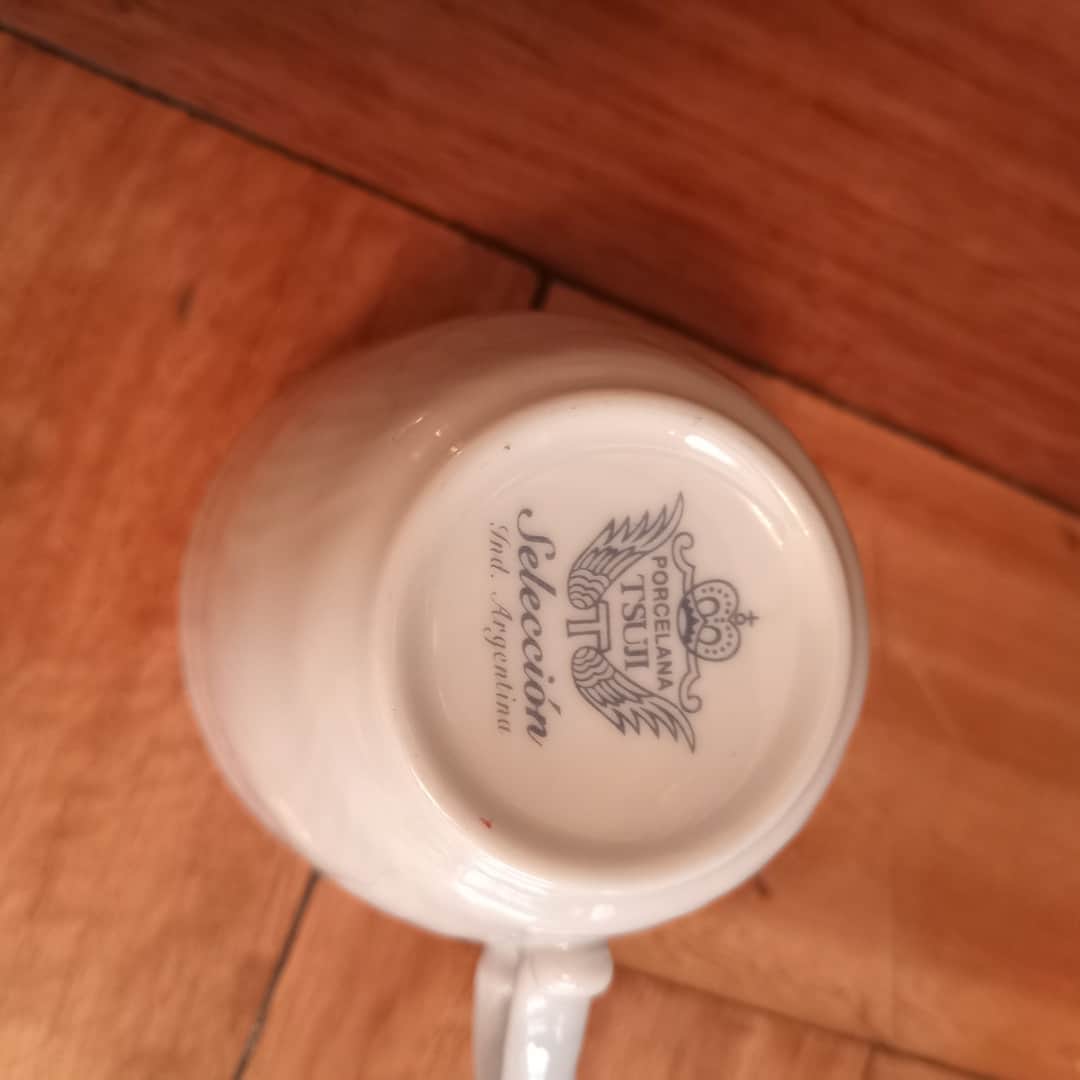 PORCELANA
TSUJI
T
Selección
Ind. Argentina